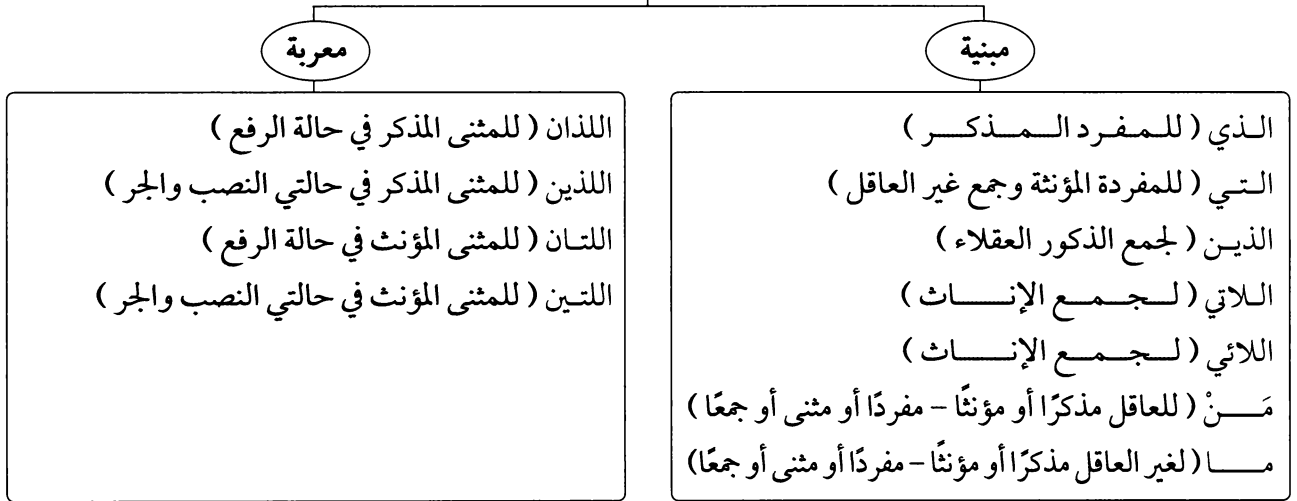 مبنية
الذي ( للمفرد المذكر )
التي ( للمفردة المؤنثة وجمع غير العاقل )
الذين ( لجمع الذكور العقلاء )
اللاتي ( لجمع الإناث )
اللائي ( لجمع الإناث )
مَنْ ( للعاقل مذكرًا أو مؤنثًا – مفردًا أو مثنى أو جمعًا )
ما ( لغير العاقل مذكرًا أو مؤنثًا – مفردًا أو مثنى أو جمعًا )
معربة
اللذان ( للمثنى المذكر في حالة الرفع )
اللذين ( للمثنى المذكر في حالتي النصب والجر )
اللتان ( للمثنى المؤنث في حالة الرفع )
اللتين ( للمثنى المؤنث في حالتي النصب والجر )